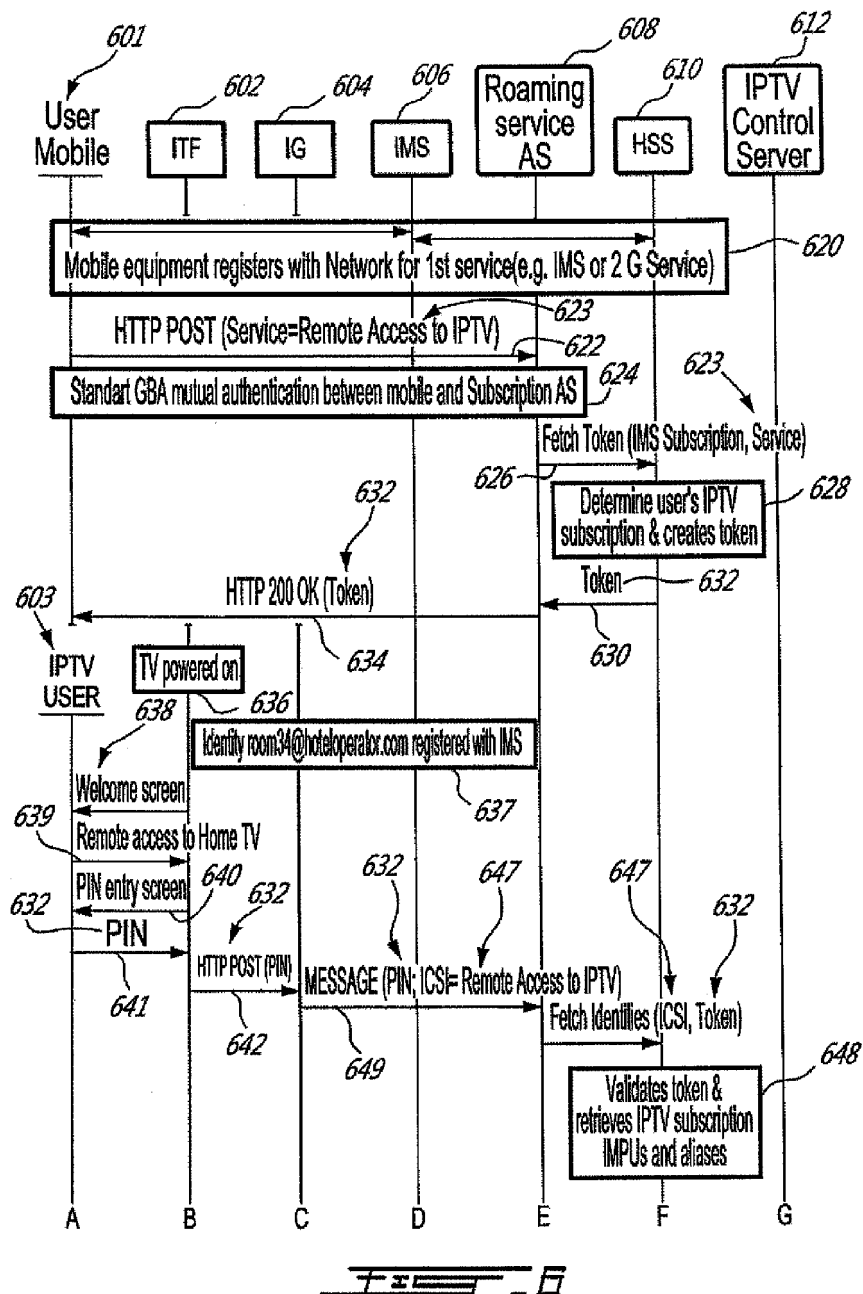 601
602
604
606
608
610
612
User
Mobile
ITF
IG
IMS
Roaming
service
AS
HSS
IPTV
Control
Server
Mobile equipment registers with Network for 1st service(e.g. IMS or 2 G Service)
620
623
HTTP POST (Service=Remote Access to IPTV)
622
Standart GBA mutual authentication between mobile and Subscription AS
624
623
Fetch Token (IMS Subscription, Service)
626
Determine user's IPTV
subscription & creates token
628
632
HTTP 200 OK (Token)
634
Token
632
630
603
IPTV
USER
TV powered on
636
638
Identity room34@hoteloperator.com registered with IMS
637
Welcome screen
639
Remote access to Home TV
PIN entry screen
640
632
PIN
641
632
HTTP POST (PIN)
642
632
647
MESSAGE (PIN; ICSI= Remote Access to IPTV)
649
647
632
Fetch Identities (ICSI, Token)
648
Validates token &
retrieves IPTV subscription
IMPUs and aliases
A
B
C
D
E
F
G
FIG - 6